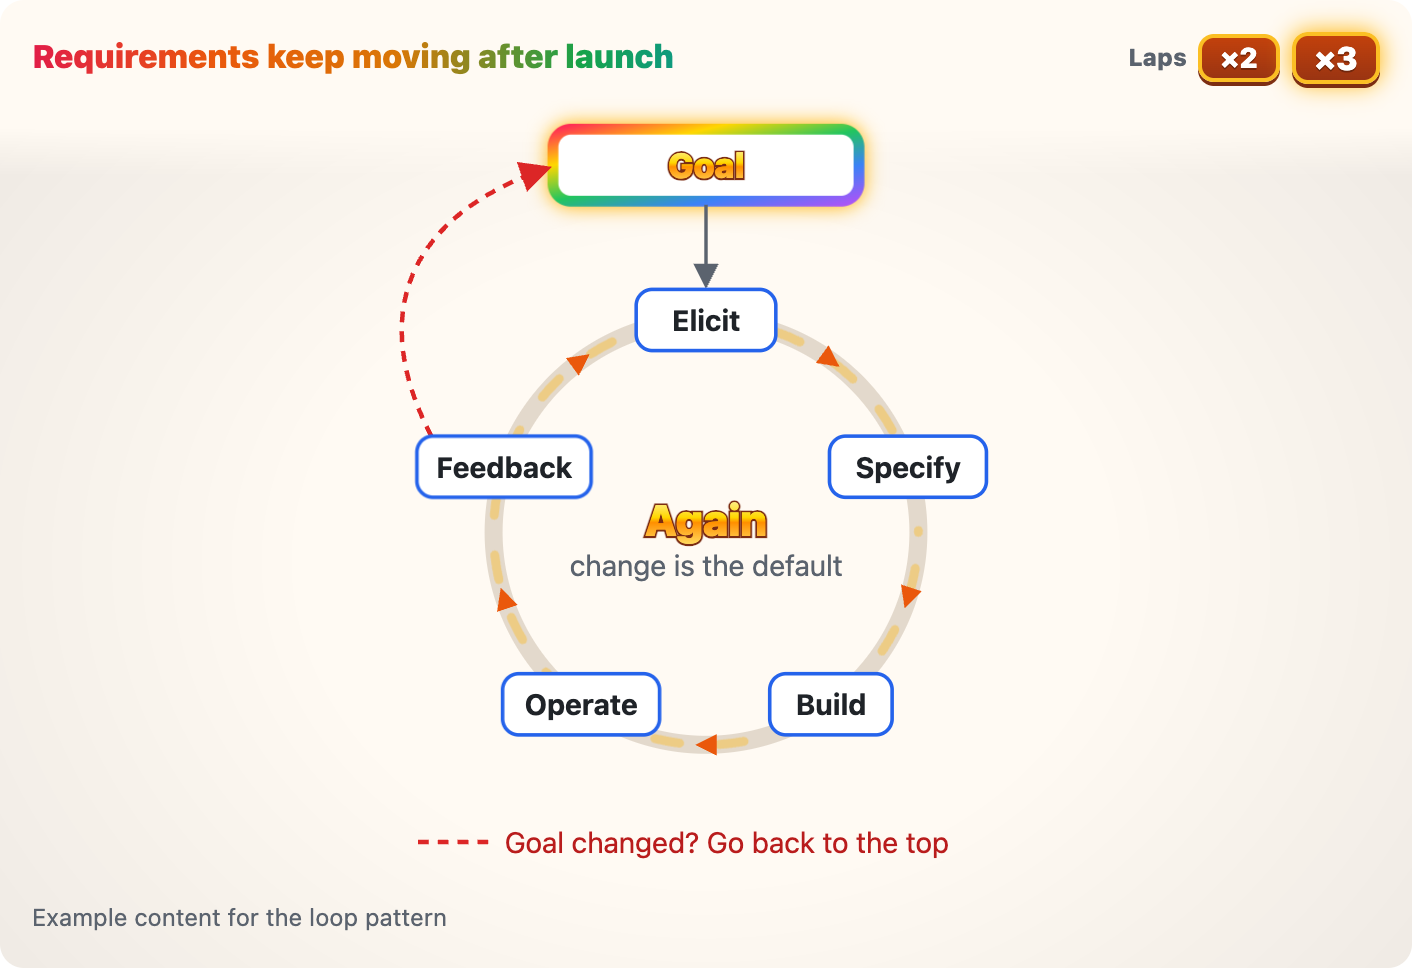 Requirements keep moving after launch
Laps ×2 ×3
Goal
Elicit
Feedback
Specify
Again
change is the default
Operate
Build
Goal changed? Go back to the top
Example content for the loop pattern